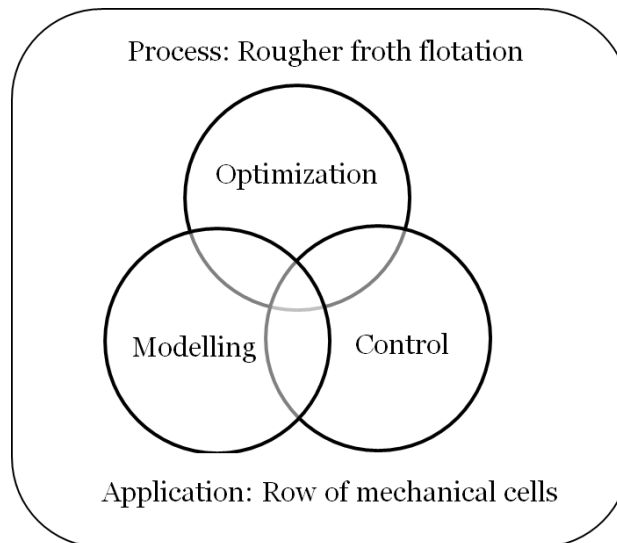 Process: Rougher froth flotation
Optimization
Modelling
Control
Application: Row of mechanical cells